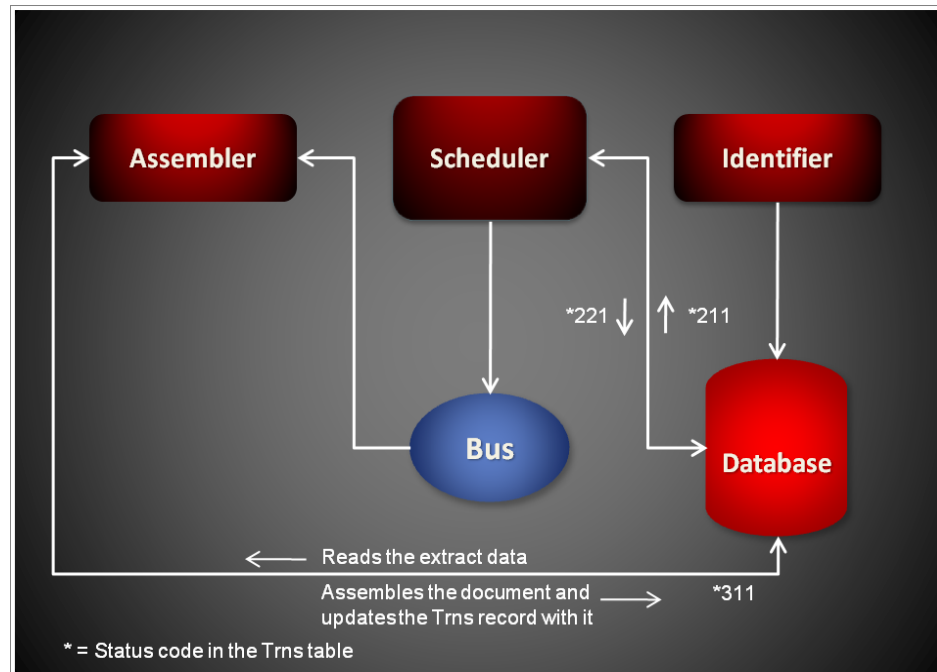 Assembler
Scheduler
Identifier
*221
*211
Bus
Database
Reads the extract data
Assembles the document and
updates the Trns record with it
*311
* = Status code in the Trns table